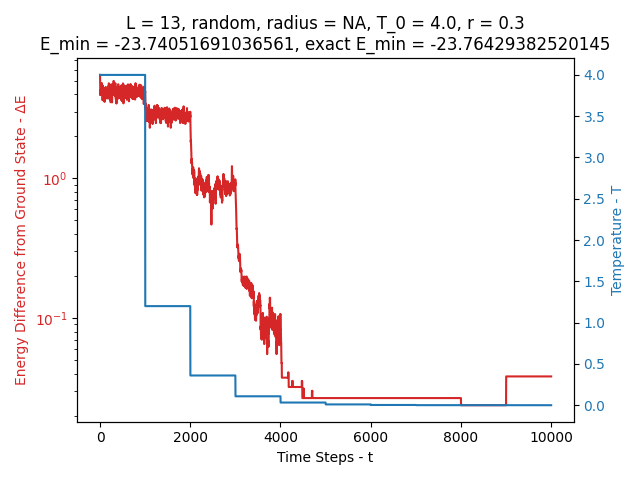 L = 13, random, radius = NA, T_0 = 4.0, r = 0.3
E_min = -23.74051691036561, exact E_min = -23.76429382520145
Energy Difference from Ground State - ΔE
10⁰
10⁻¹
4.0
3.5
3.0
2.5
2.0
1.5
1.0
0.5
0.0
Temperature - T
0 2000 4000 6000 8000 10000
Time Steps - t